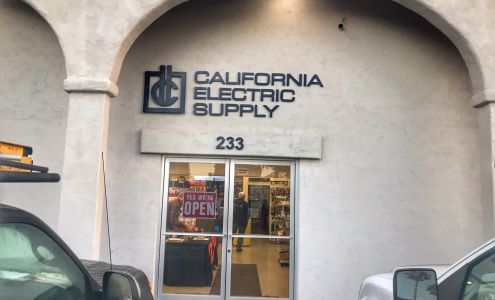 CALIFORNIA
ELECTRIC
SUPPLY
233
YES WE'RE
OPEN